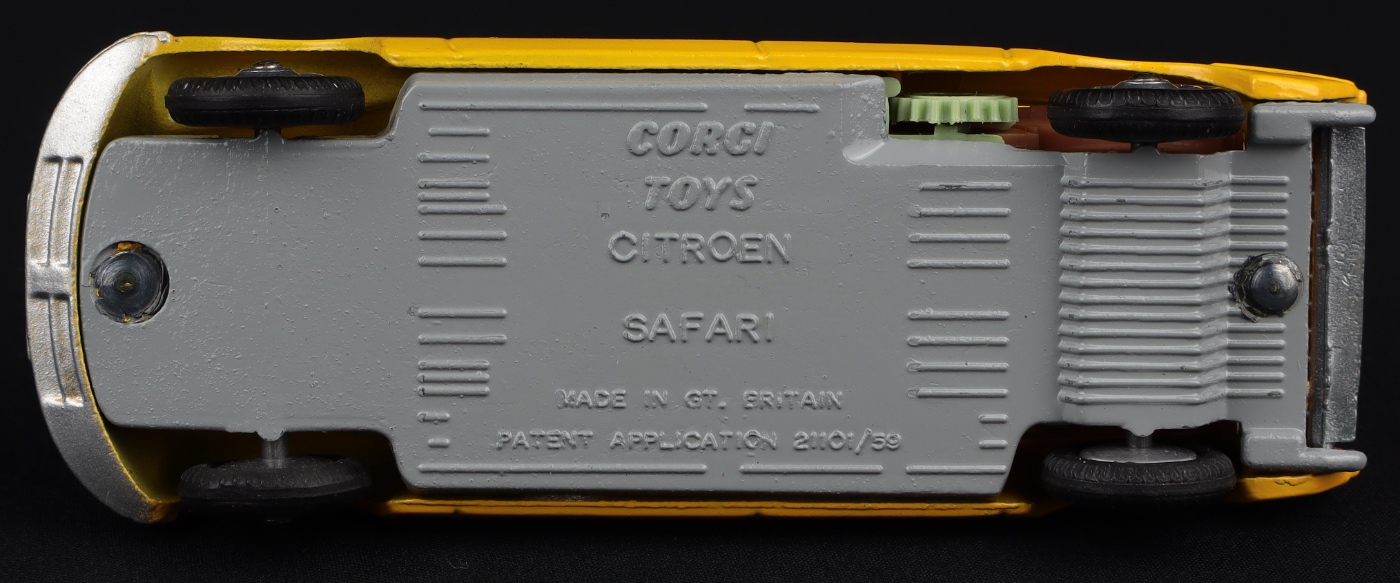 CORGI
TOYS
CITROEN
SAFARI
MADE IN GT. BRITAIN
PATENT APPLICATION 21101/59